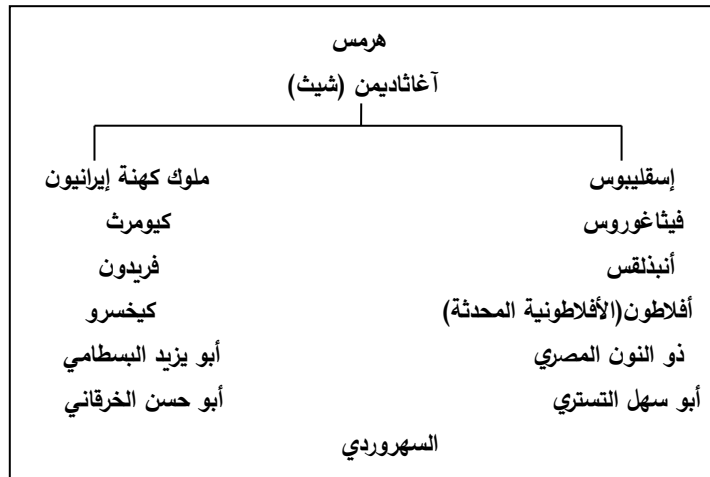 هرمس
آغاثاديمن (شيث)
إسقليبوس ملوك كهنة إيرانيون
فيثاغوروس كيومرث
أنبذلقس فريدون
أفلاطون(الأفلاطونية المحدثة) كيخسرو
ذو النون المصري أبو يزيد البسطامي
أبو سهل التستري أبو حسن الخرقاني
السهروردي